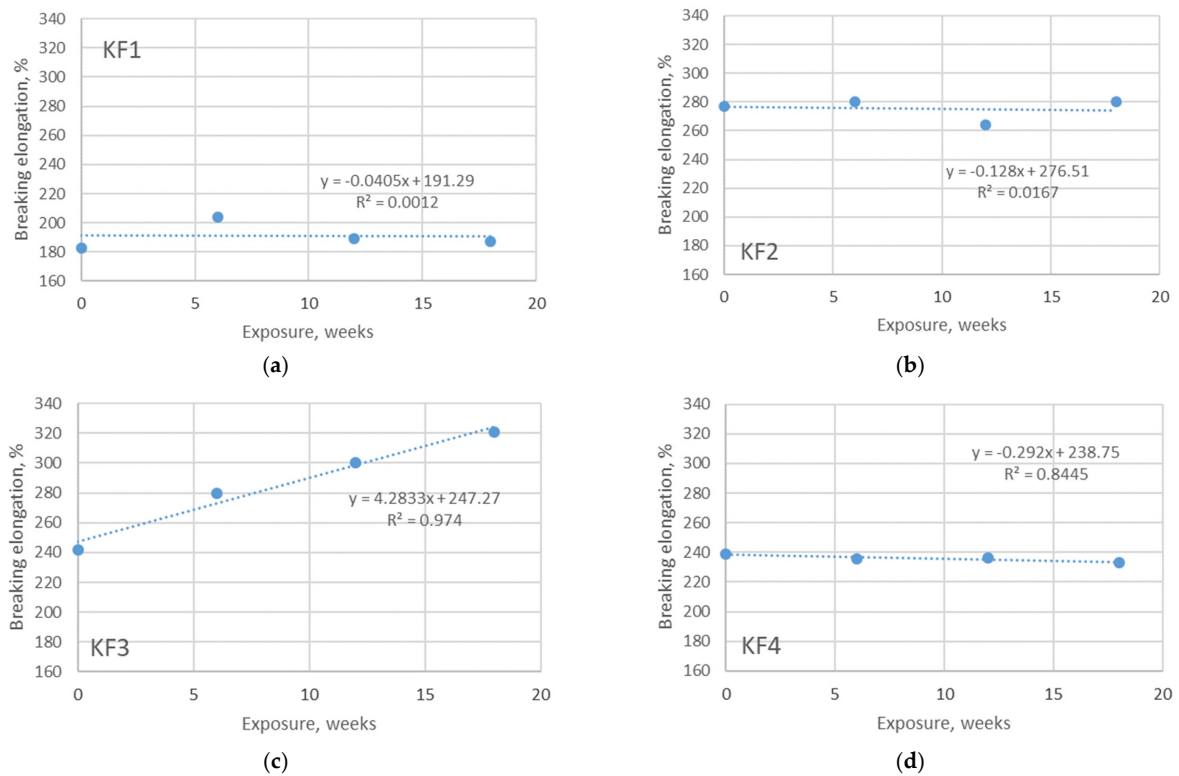 340
320
300
280
260
240
220
200
180
160
Breaking elongation, %
KF1
y = -0.0405x + 191.29
R² = 0.0012
0 5 10 15 20
Exposure, weeks
(a)
340
320
300
280
260
240
220
200
180
160
Breaking elongation, %
y = -0.128x + 276.51
R² = 0.0167
KF2
0 5 10 15 20
Exposure, weeks
(b)
340
320
300
280
260
240
220
200
180
160
Breaking elongation, %
y = 4.2833x + 247.27
R² = 0.974
KF3
0 5 10 15 20
Exposure, weeks
(c)
340
320
300
280
260
240
220
200
180
160
Breaking elongation, %
y = -0.292x + 238.75
R² = 0.8445
KF4
0 5 10 15 20
Exposure, weeks
(d)